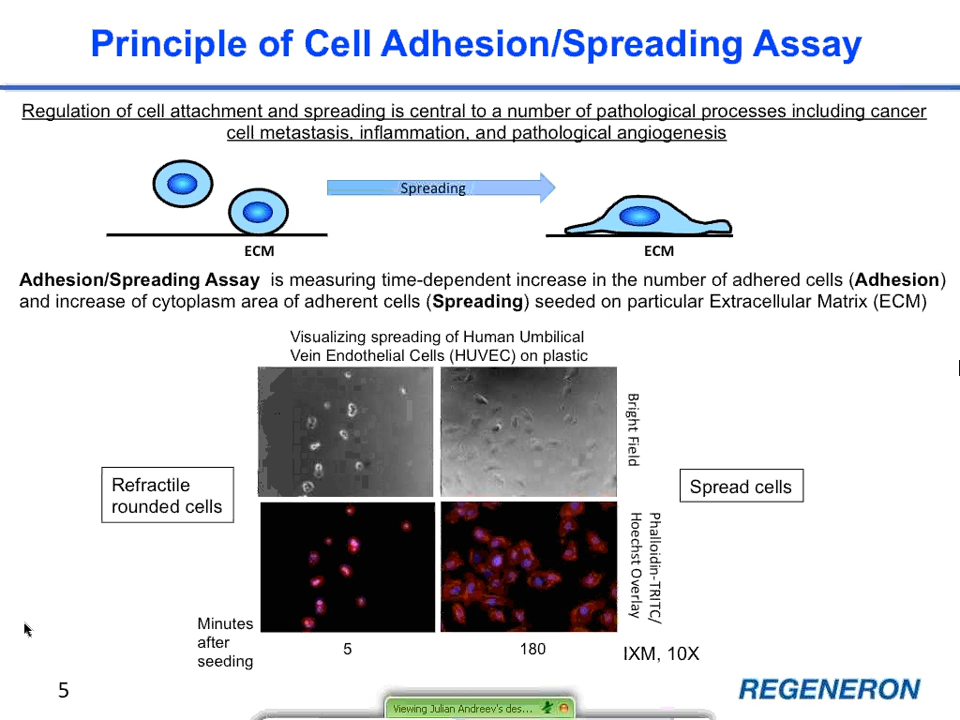 Principle of Cell Adhesion/Spreading Assay
Regulation of cell attachment and spreading is central to a number of pathological processes including cancer
cell metastasis, inflammation, and pathological angiogenesis
Spreading
ECM
ECM
Adhesion/Spreading Assay is measuring time-dependent increase in the number of adhered cells (Adhesion)
and increase of cytoplasm area of adherent cells (Spreading) seeded on particular Extracellular Matrix (ECM)
Visualizing spreading of Human Umbilical
Vein Endothelial Cells (HUVEC) on plastic
Bright Field
Refractile
rounded cells
Spread cells
Phalloidin-TRITC/
Hoechst Overlay
Minutes
after
seeding
5
180
IXM, 10X
5
REGENERON
Viewing Julian Andreev's des...